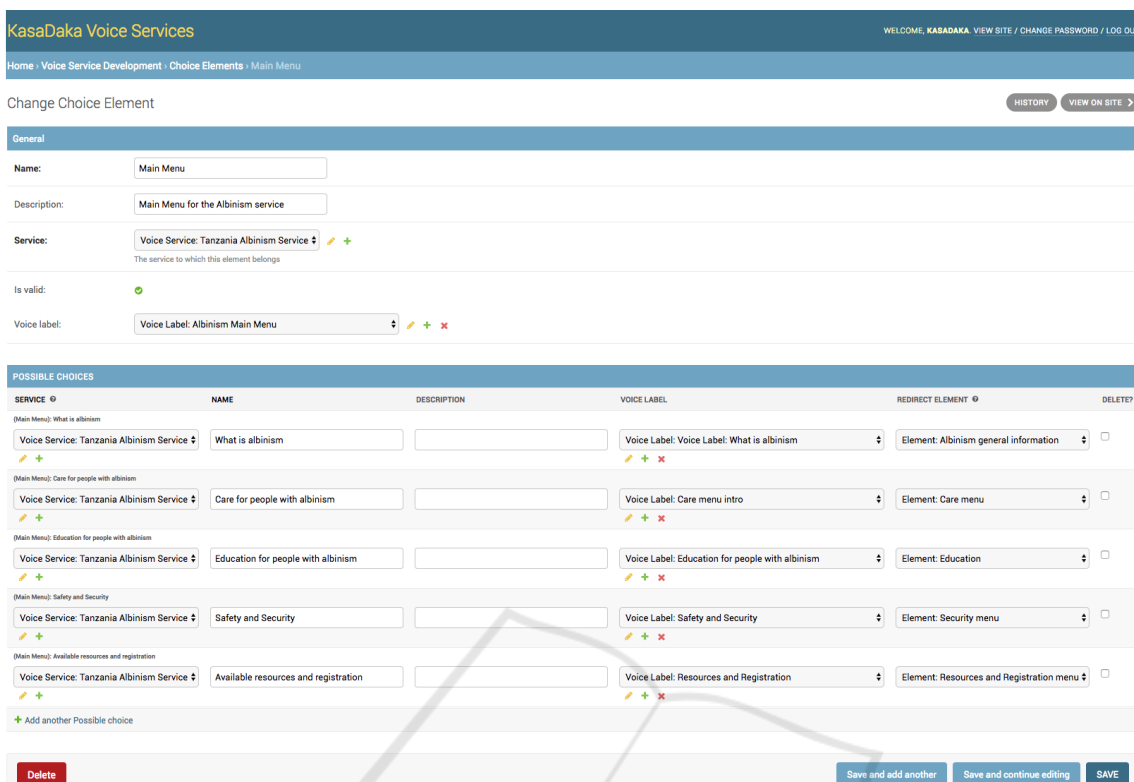 KasaDaka Voice Services
WELCOME, KASADAKA. VIEW SITE / CHANGE PASSWORD / LOG OU
Home › Voice Service Development › Choice Elements › Main Menu
Change Choice Element
HISTORY VIEW ON SITE
General
Name: Main Menu
Description: Main Menu for the Albinism service
Service: Voice Service: Tanzania Albinism Service
The service to which this element belongs
Is valid:
Voice label: Voice Label: Albinism Main Menu
POSSIBLE CHOICES
SERVICE NAME DESCRIPTION VOICE LABEL REDIRECT ELEMENT DELETE?
(Main Menu): What is albinism
Voice Service: Tanzania Albinism Service What is albinism Voice Label: Voice Label: What is albinism Element: Albinism general information
(Main Menu): Care for people with albinism
Voice Service: Tanzania Albinism Service Care for people with albinism Voice Label: Care menu intro Element: Care menu
(Main Menu): Education for people with albinism
Voice Service: Tanzania Albinism Service Education for people with albinism Voice Label: Education for people with albinism Element: Education
(Main Menu): Safety and Security
Voice Service: Tanzania Albinism Service Safety and Security Voice Label: Safety and Security Element: Security menu
(Main Menu): Available resources and registration
Voice Service: Tanzania Albinism Service Available resources and registration Voice Label: Resources and Registration Element: Resources and Registration menu
+ Add another Possible choice
Delete Save and add another Save and continue editing SAVE